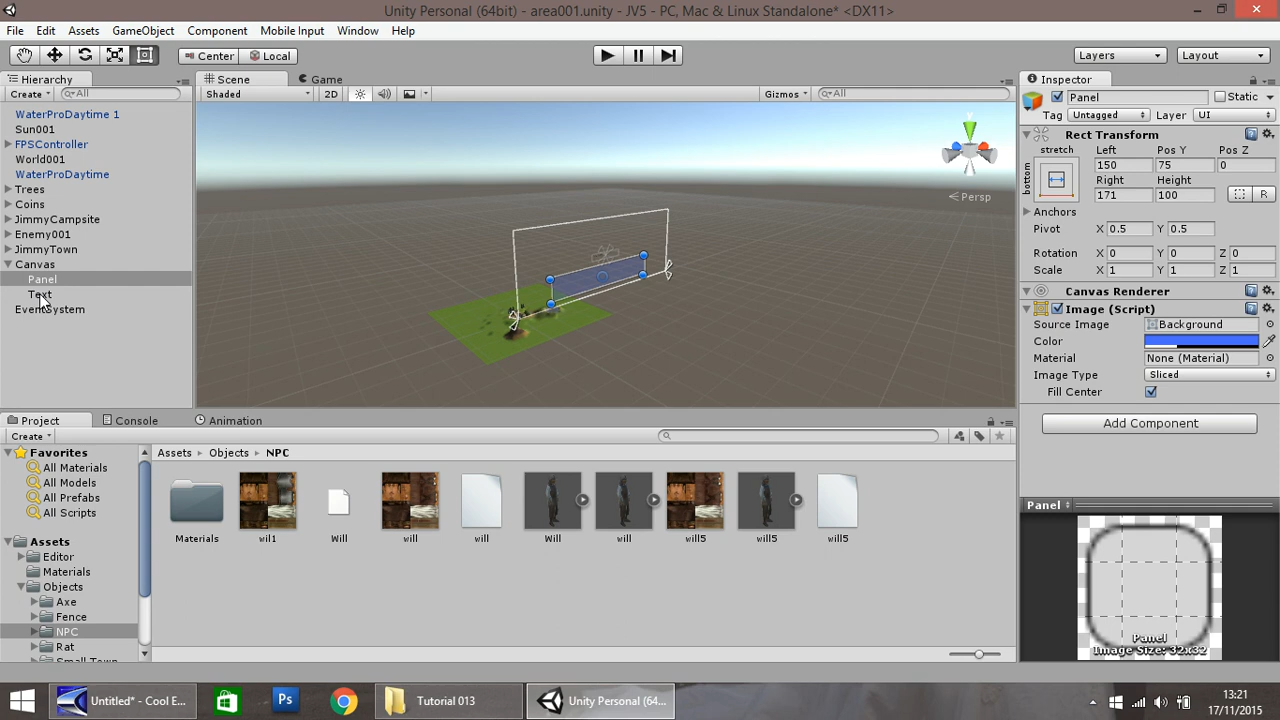 Unity Personal (64bit) - area001.unity - JV5 - PC, Mac & Linux Standalone* <DX11>
File Edit Assets GameObject Component Mobile Input Window Help
Center Local Layers Layout
Hierarchy
Create All
WaterProDaytime 1
Sun001
FPSController
World001
WaterProDaytime
Trees
Coins
JimmyCampsite
Enemy001
JimmyTown
Canvas
Panel
Text
EventSystem
Scene Game
Shaded 2D Gizmos All
y
Persp
Inspector
Panel Static
Tag Untagged Layer UI
Rect Transform
stretch Left Pos Y Pos Z
bottom 150 75 0
Right Height
171 100 R
Anchors
Pivot X 0.5 Y 0.5
Rotation X 0 Y 0 Z 0
Scale X 1 Y 1 Z 1
Canvas Renderer
Image (Script)
Source Image Background
Color
Material None (Material)
Image Type Sliced
Fill Center
Add Component
Panel
Panel
Image Size: 32x32
Project Console Animation
Create
Favorites
All Materials
All Models
All Prefabs
All Scripts
Assets
Editor
Materials
Objects
Axe
Fence
NPC
Rat
Small Town
Assets Objects NPC
Materials wil1 Will will will Will will will5 will5 will5
Untitled* - Cool E... Ps Tutorial 013 Unity Personal (64...
13:21
17/11/2015